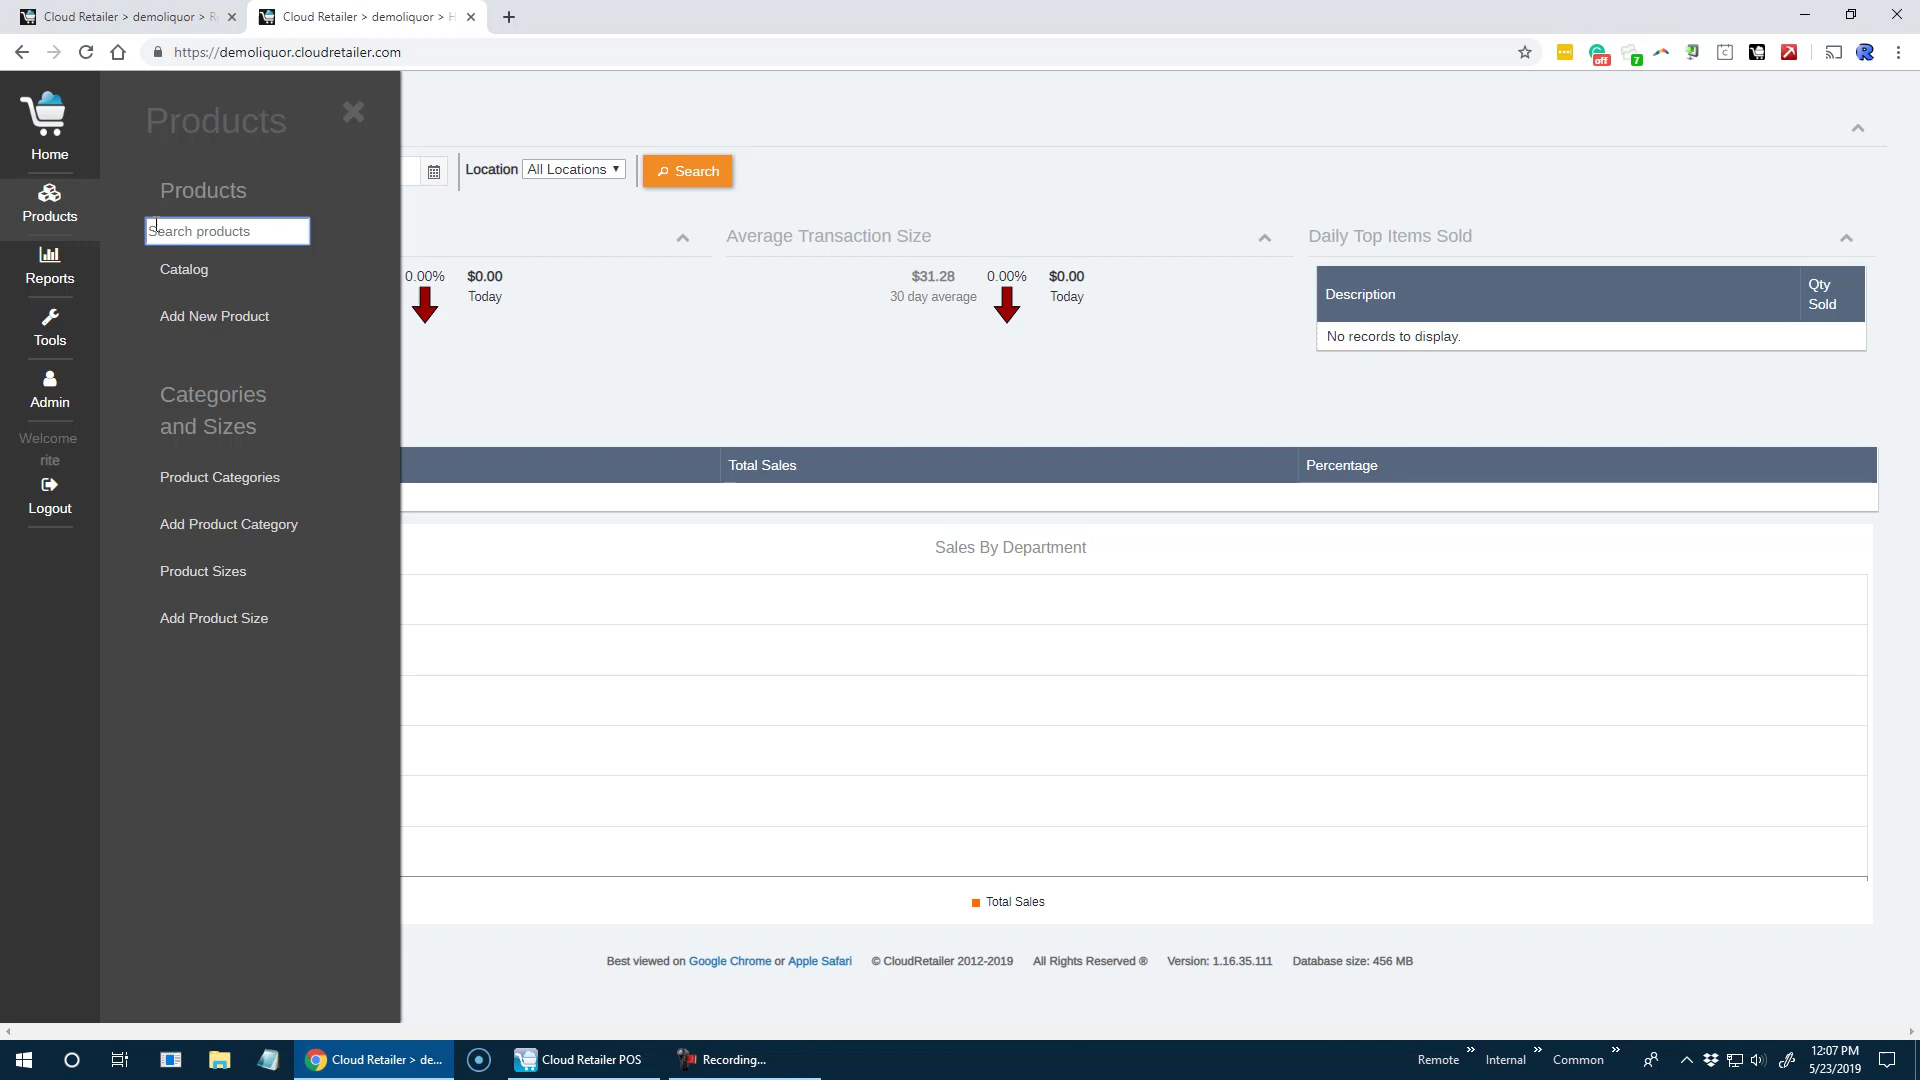 Cloud Retailer > demoliquor > R
Cloud Retailer > demoliquor > H
https://demoliquor.cloudretailer.com
off
7
Home
Products
Reports
Tools
Admin
Welcome
rite
Logout
Products
Products
Search products
Catalog
Add New Product
Categories
and Sizes
Product Categories
Add Product Category
Product Sizes
Add Product Size
Location All Locations Search
Average Transaction Size
Daily Top Items Sold
0.00% $0.00
Today
$31.28 0.00% $0.00
30 day average Today
Description Qty
Sold
No records to display.
Total Sales Percentage
Sales By Department
Total Sales
Best viewed on Google Chrome or Apple Safari © CloudRetailer 2012-2019 All Rights Reserved ® Version: 1.16.35.111 Database size: 456 MB
Cloud Retailer > de...
Cloud Retailer POS
Recording...
Remote » Internal » Common »
12:07 PM
5/23/2019